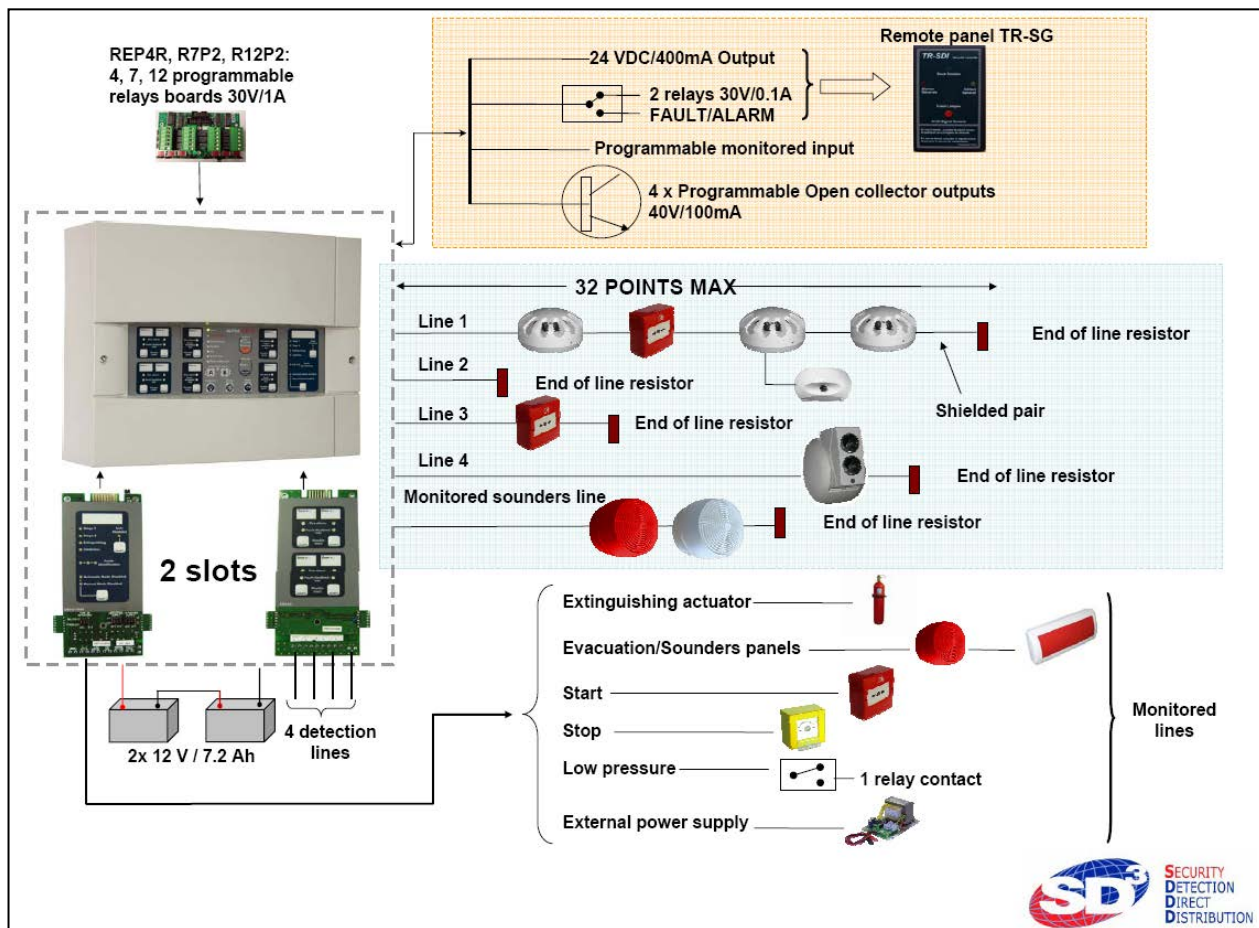 REP4R, R7P2, R12P2:
4, 7, 12 programmable
relays boards 30V/1A
Remote panel TR-SG
24 VDC/400mA Output
TR-SDI
2 relays 30V/0.1A
FAULT/ALARM
Programmable monitored input
4 x Programmable Open collector outputs
40V/100mA
32 POINTS MAX
Line 1
End of line resistor
Line 2
End of line resistor
Shielded pair
Line 3
End of line resistor
Line 4
End of line resistor
Monitored sounders line
End of line resistor
2 slots
Extinguishing actuator
Evacuation/Sounders panels
Start
Stop
Low pressure
1 relay contact
External power supply
Monitored
lines
2x 12 V / 7.2 Ah
4 detection
lines
SD3
SECURITY
DETECTION
DIRECT
DISTRIBUTION